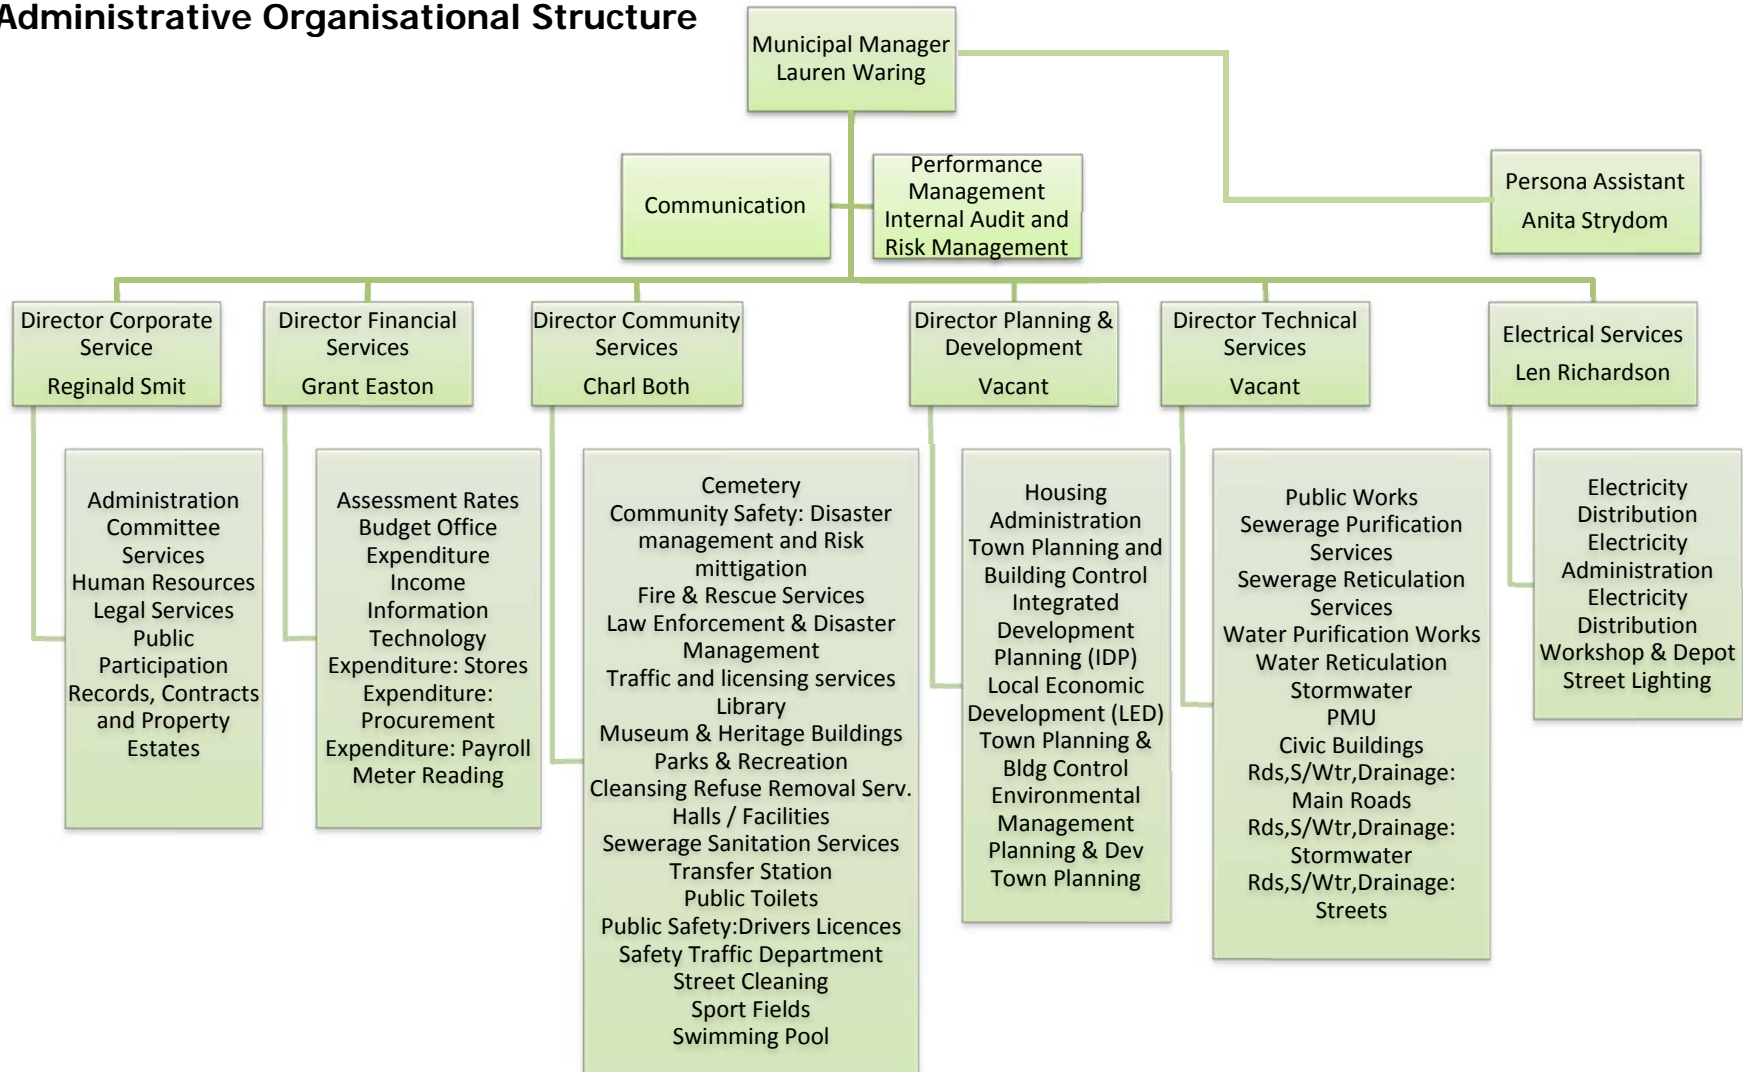 Administrative Organisational Structure
Municipal Manager
Lauren Waring
Communication
Performance
Management
Internal Audit and
Risk Management
Persona Assistant
Anita Strydom
Director Corporate
Service
Reginald Smit
Director Financial
Services
Grant Easton
Director Community
Services
Charl Both
Director Planning &
Development
Vacant
Director Technical
Services
Vacant
Electrical Services
Len Richardson
Administration
Committee
Services
Human Resources
Legal Services
Public
Participation
Records, Contracts
and Property
Estates
Assessment Rates
Budget Office
Expenditure
Income
Information
Technology
Expenditure: Stores
Expenditure:
Procurement
Expenditure: Payroll
Meter Reading
Cemetery
Community Safety: Disaster
management and Risk
mittigation
Fire & Rescue Services
Law Enforcement & Disaster
Management
Traffic and licensing services
Library
Museum & Heritage Buildings
Parks & Recreation
Cleansing Refuse Removal Serv.
Halls / Facilities
Sewerage Sanitation Services
Transfer Station
Public Toilets
Public Safety:Drivers Licences
Safety Traffic Department
Street Cleaning
Sport Fields
Swimming Pool
Housing
Administration
Town Planning and
Building Control
Integrated
Development
Planning (IDP)
Local Economic
Development (LED)
Town Planning &
Bldg Control
Environmental
Management
Planning & Dev
Town Planning
Public Works
Sewerage Purification
Services
Sewerage Reticulation
Services
Water Purification Works
Water Reticulation
Stormwater
PMU
Civic Buildings
Rds,S/Wtr,Drainage:
Main Roads
Rds,S/Wtr,Drainage:
Stormwater
Rds,S/Wtr,Drainage:
Streets
Electricity
Distribution
Electricity
Administration
Electricity
Distribution
Workshop & Depot
Street Lighting